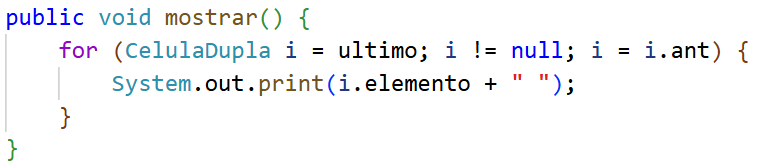 public void mostrar() {
    for (CelulaDupla i = ultimo; i != null; i = i.ant) {
        System.out.print(i.elemento + " ");
    }
}